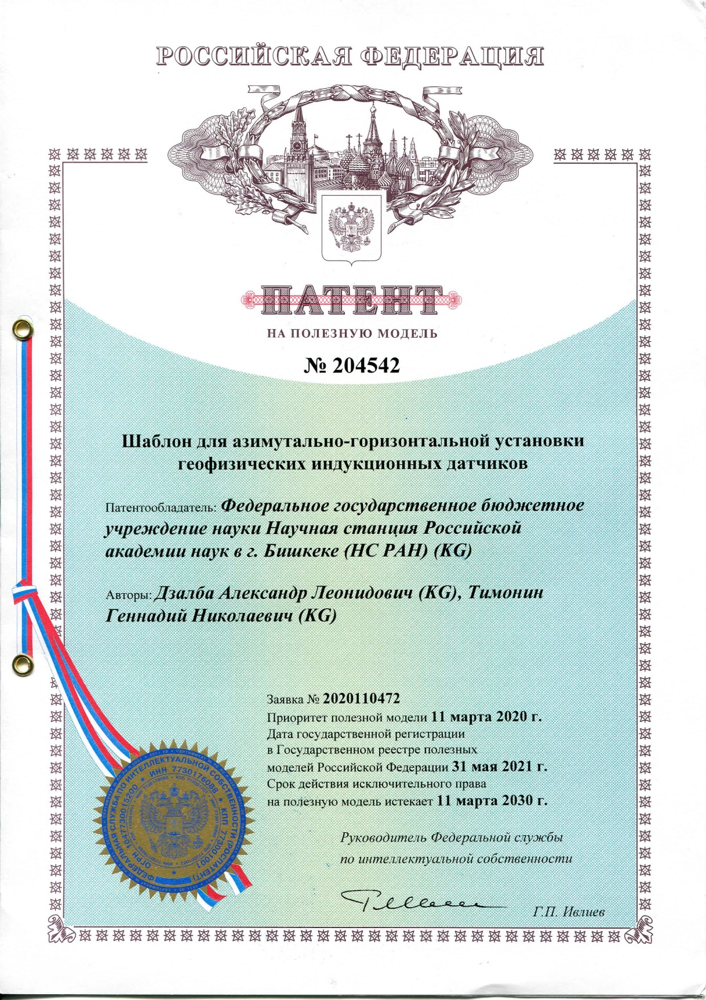 РОССИЙСКАЯ ФЕДЕРАЦИЯ
ПАТЕНТ
НА ПОЛЕЗНУЮ МОДЕЛЬ
№ 204542
Шаблон для азимутально-горизонтальной установки
геофизических индукционных датчиков
Патентообладатель: Федеральное государственное бюджетное
учреждение науки Научная станция Российской
академии наук в г. Бишкеке (НС РАН) (KG)
Авторы: Дзалба Александр Леонидович (KG), Тимонин
Геннадий Николаевич (KG)
Заявка № 2020110472
Приоритет полезной модели 11 марта 2020 г.
Дата государственной регистрации
в Государственном реестре полезных
моделей Российской Федерации 31 мая 2021 г.
Срок действия исключительного права
на полезную модель истекает 11 марта 2030 г.
Руководитель Федеральной службы
по интеллектуальной собственности
Г.П. Ивлиев
ФЕДЕРАЛЬНАЯ СЛУЖБА ПО ИНТЕЛЛЕКТУАЛЬНОЙ СОБСТВЕННОСТИ (РОСПАТЕНТ)
ОГРН 1047730015200 * ИНН 7730176088 * КПП 773001001